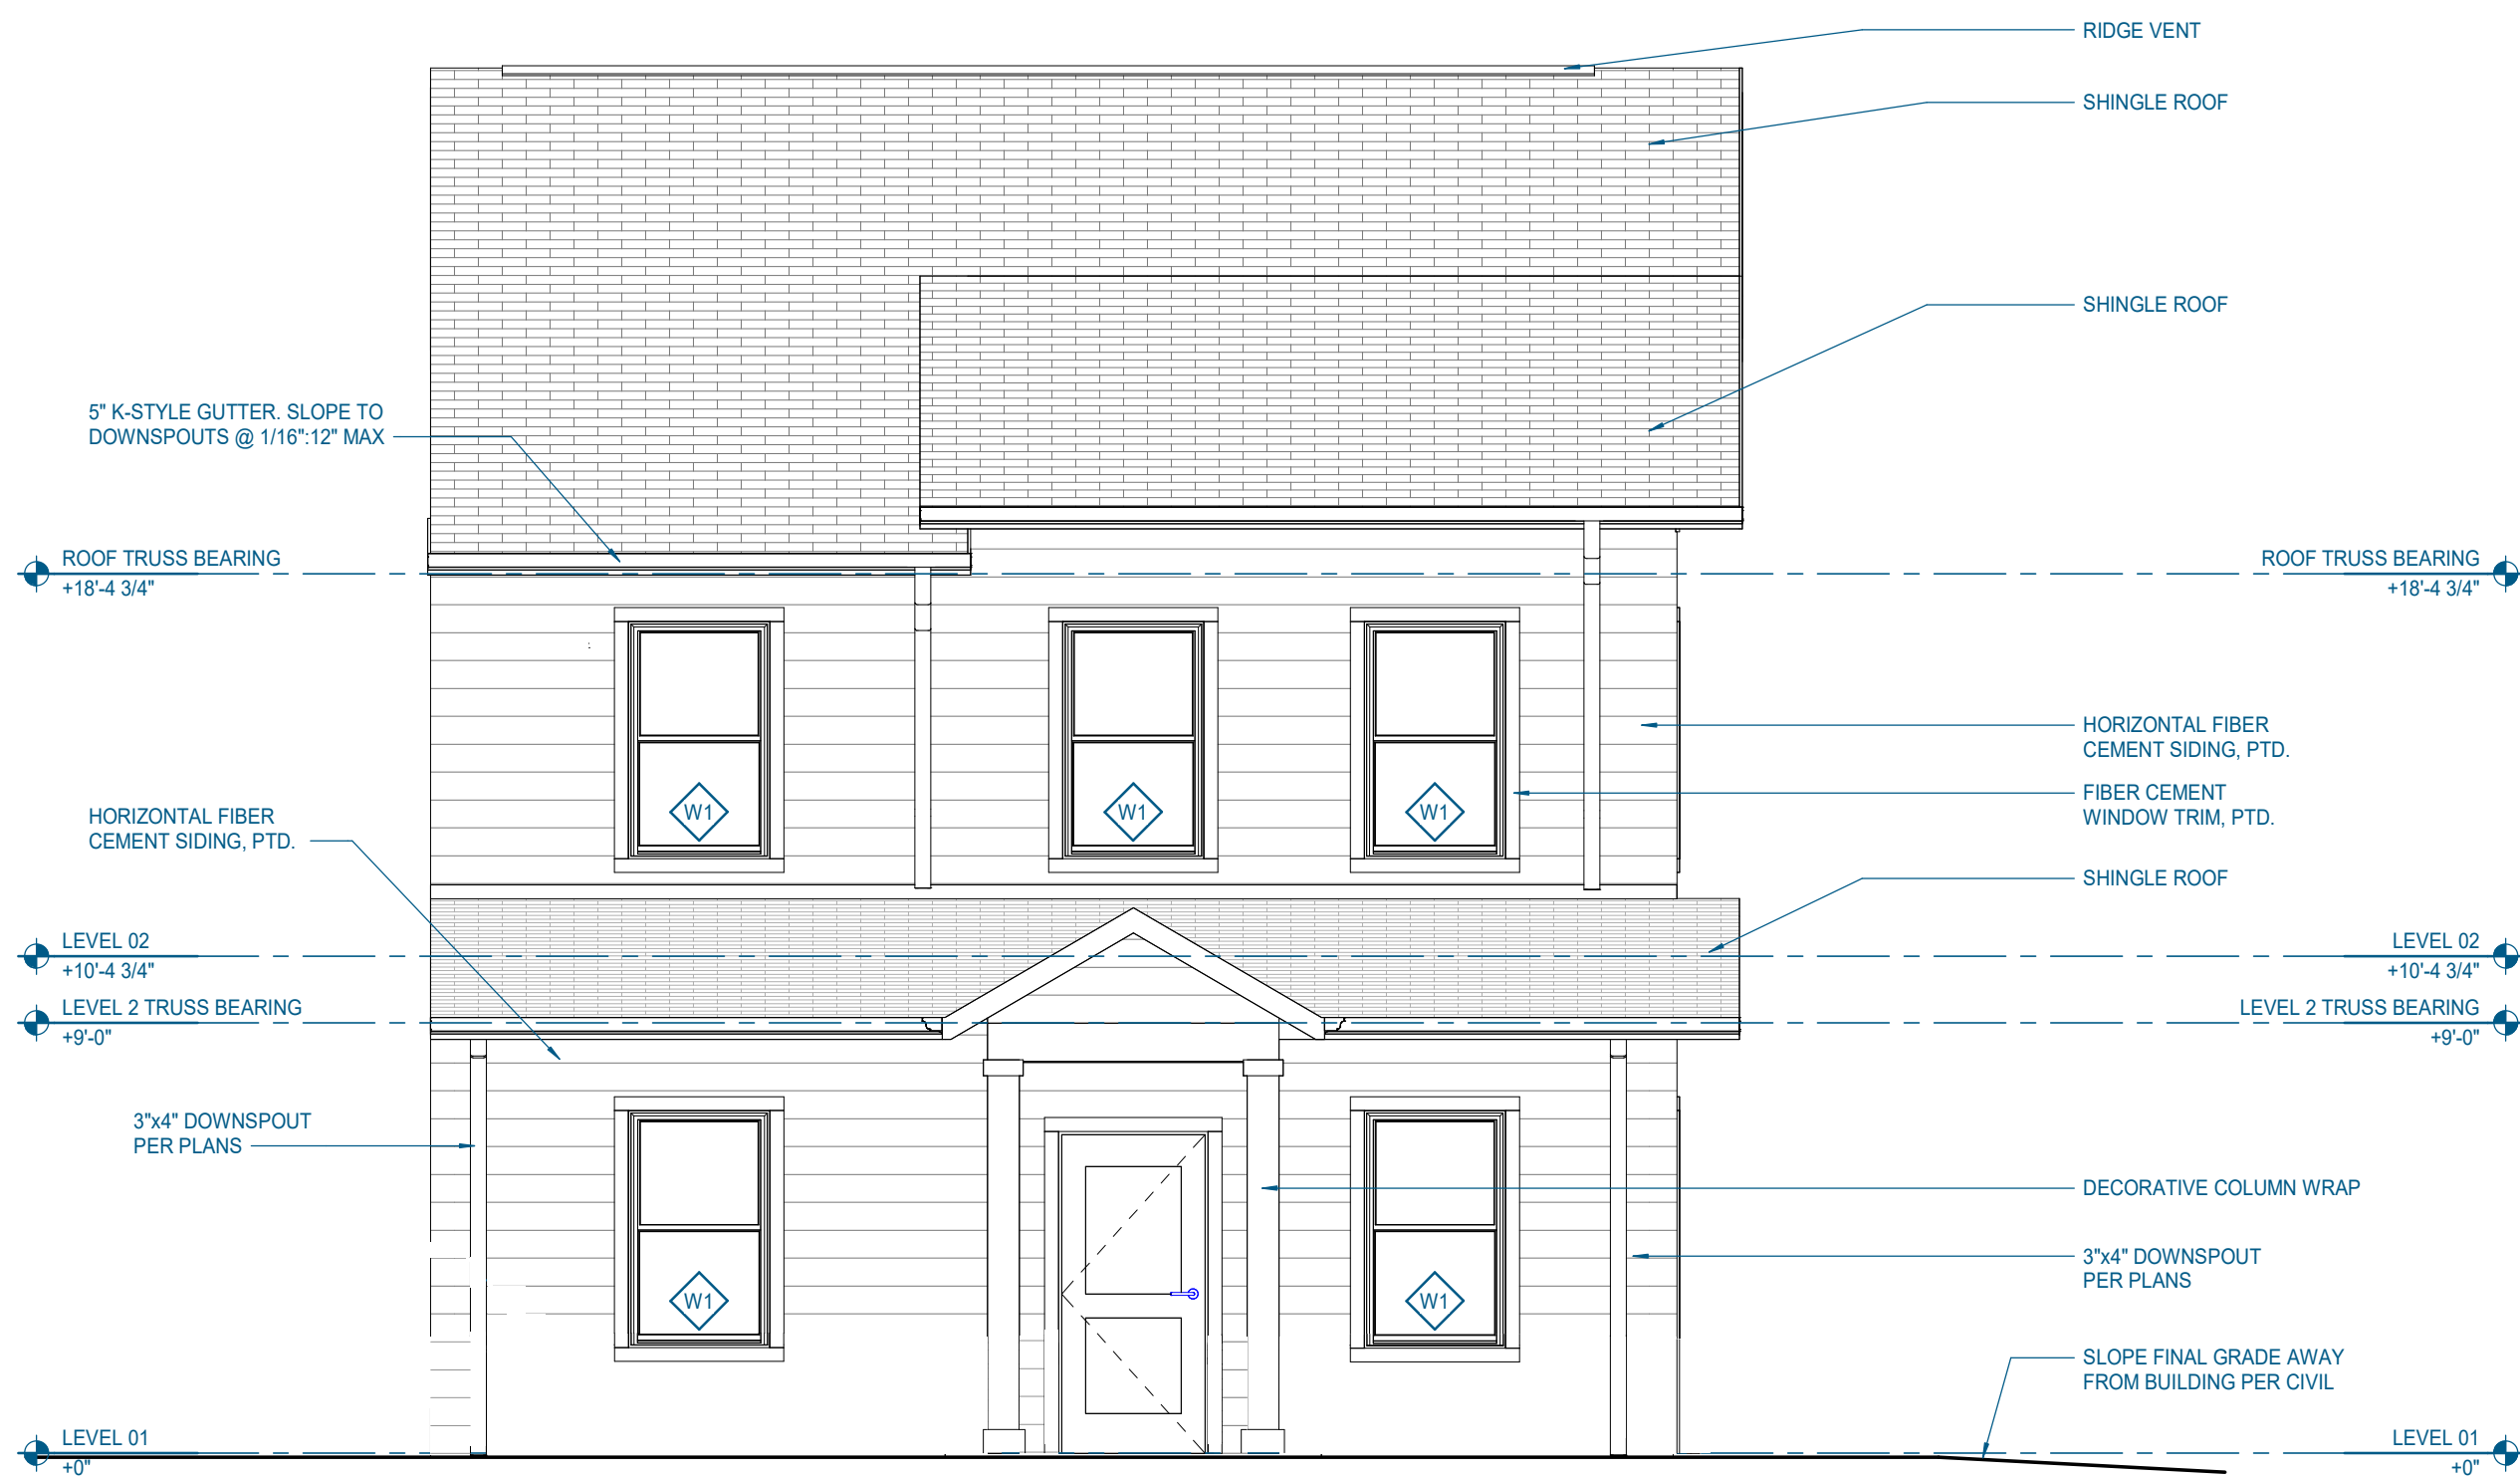 RIDGE VENT
SHINGLE ROOF
SHINGLE ROOF
5" K-STYLE GUTTER. SLOPE TO
DOWNSPOUTS @ 1/16":12" MAX
ROOF TRUSS BEARING
+18'-4 3/4"
ROOF TRUSS BEARING
+18'-4 3/4"
HORIZONTAL FIBER
CEMENT SIDING, PTD.
FIBER CEMENT
WINDOW TRIM, PTD.
W1
W1
W1
HORIZONTAL FIBER
CEMENT SIDING, PTD.
SHINGLE ROOF
LEVEL 02
+10'-4 3/4"
LEVEL 02
+10'-4 3/4"
LEVEL 2 TRUSS BEARING
+9'-0"
LEVEL 2 TRUSS BEARING
+9'-0"
3"x4" DOWNSPOUT
PER PLANS
DECORATIVE COLUMN WRAP
3"x4" DOWNSPOUT
PER PLANS
W1
W1
SLOPE FINAL GRADE AWAY
FROM BUILDING PER CIVIL
LEVEL 01
+0"
LEVEL 01
+0"